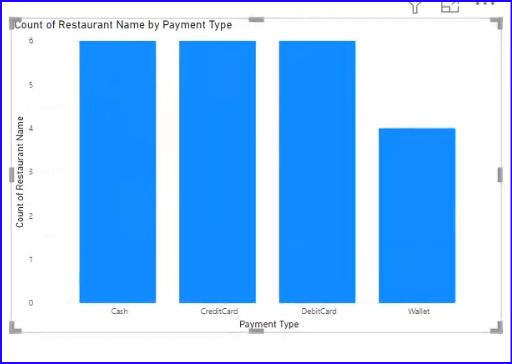 Count of Restaurant Name by Payment Type
6
5
4
3
2
1
0
Count of Restaurant Name
Cash CreditCard DebitCard Wallet
Payment Type